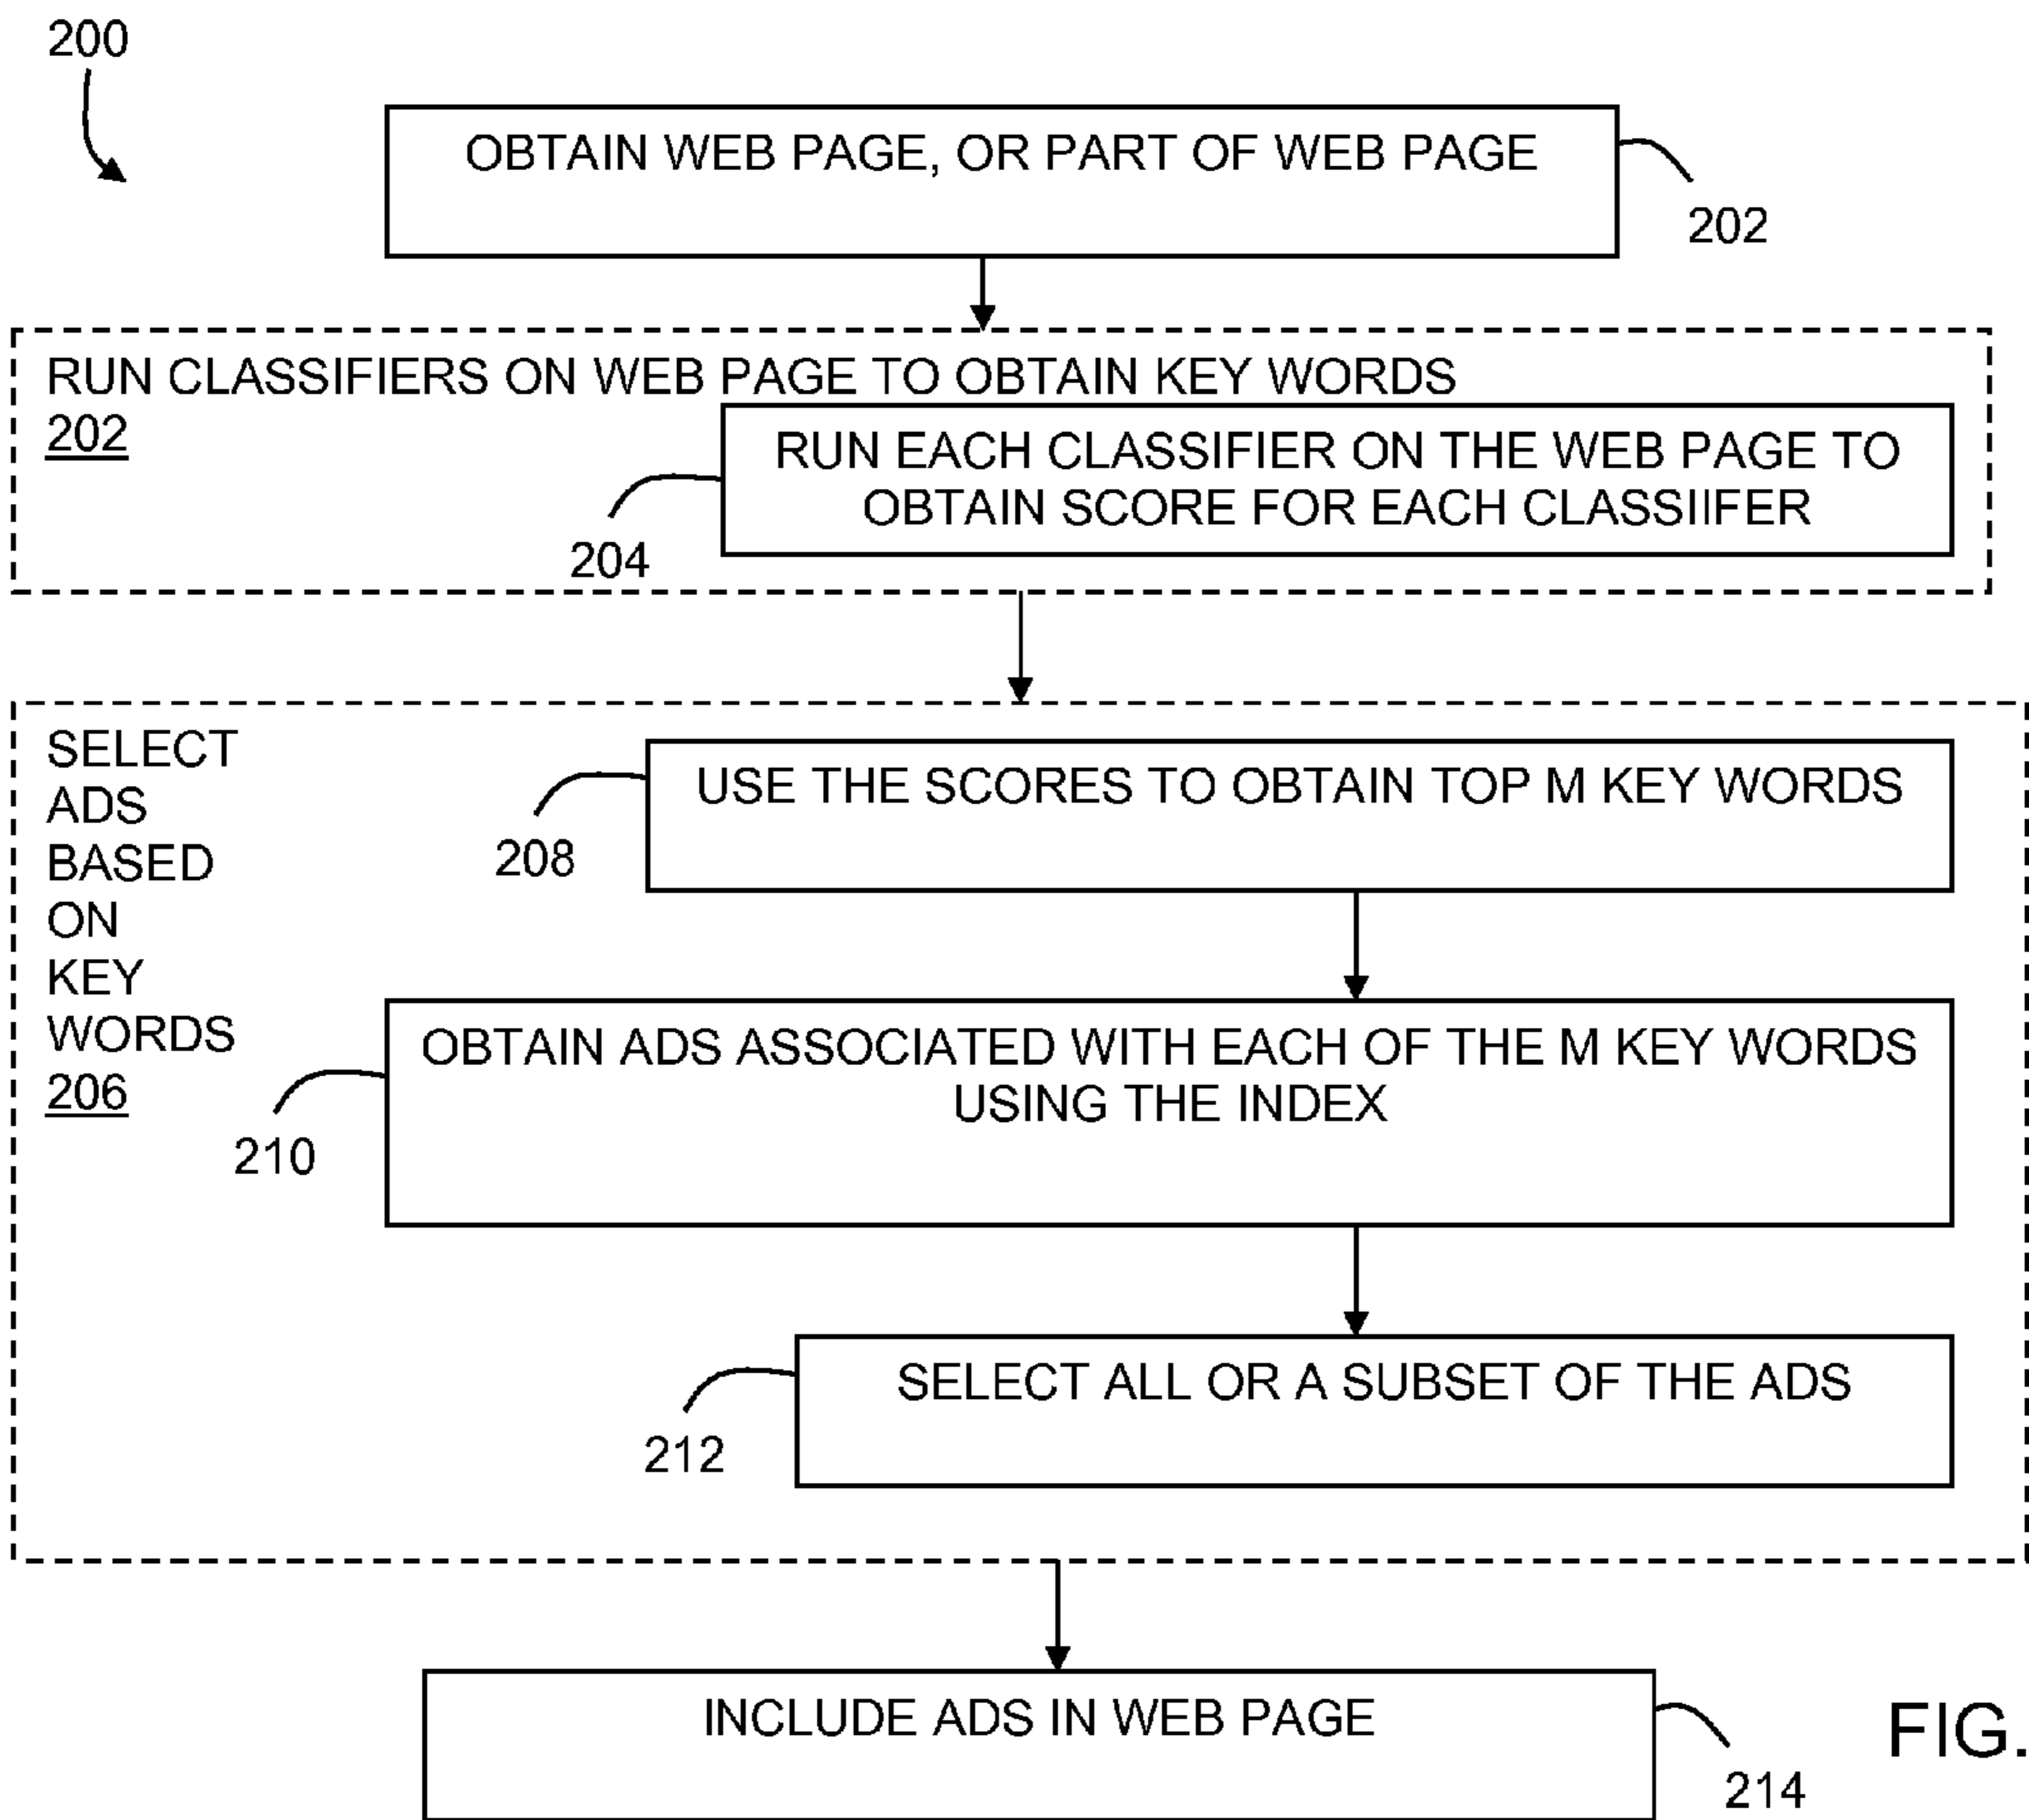 200
OBTAIN WEB PAGE, OR PART OF WEB PAGE
202
RUN CLASSIFIERS ON WEB PAGE TO OBTAIN KEY WORDS
202
RUN EACH CLASSIFIER ON THE WEB PAGE TO
OBTAIN SCORE FOR EACH CLASSIIFER
204
SELECT
ADS
BASED
ON
KEY
WORDS
206
USE THE SCORES TO OBTAIN TOP M KEY WORDS
208
OBTAIN ADS ASSOCIATED WITH EACH OF THE M KEY WORDS
USING THE INDEX
210
SELECT ALL OR A SUBSET OF THE ADS
212
INCLUDE ADS IN WEB PAGE
214
FIG.